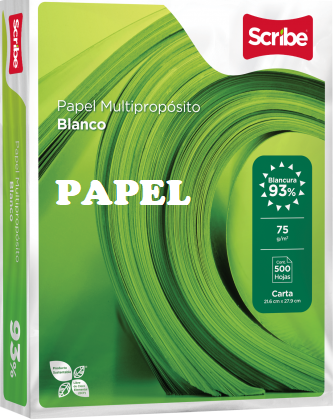 Scribe
Papel Multipropósito
Blanco
PAPEL
Blancura
93%
75
g/m²
Con
500
Hojas
Carta
21.6 cm x 27.9 cm
Scribe
Papel Multipropósito
Blanco
93%